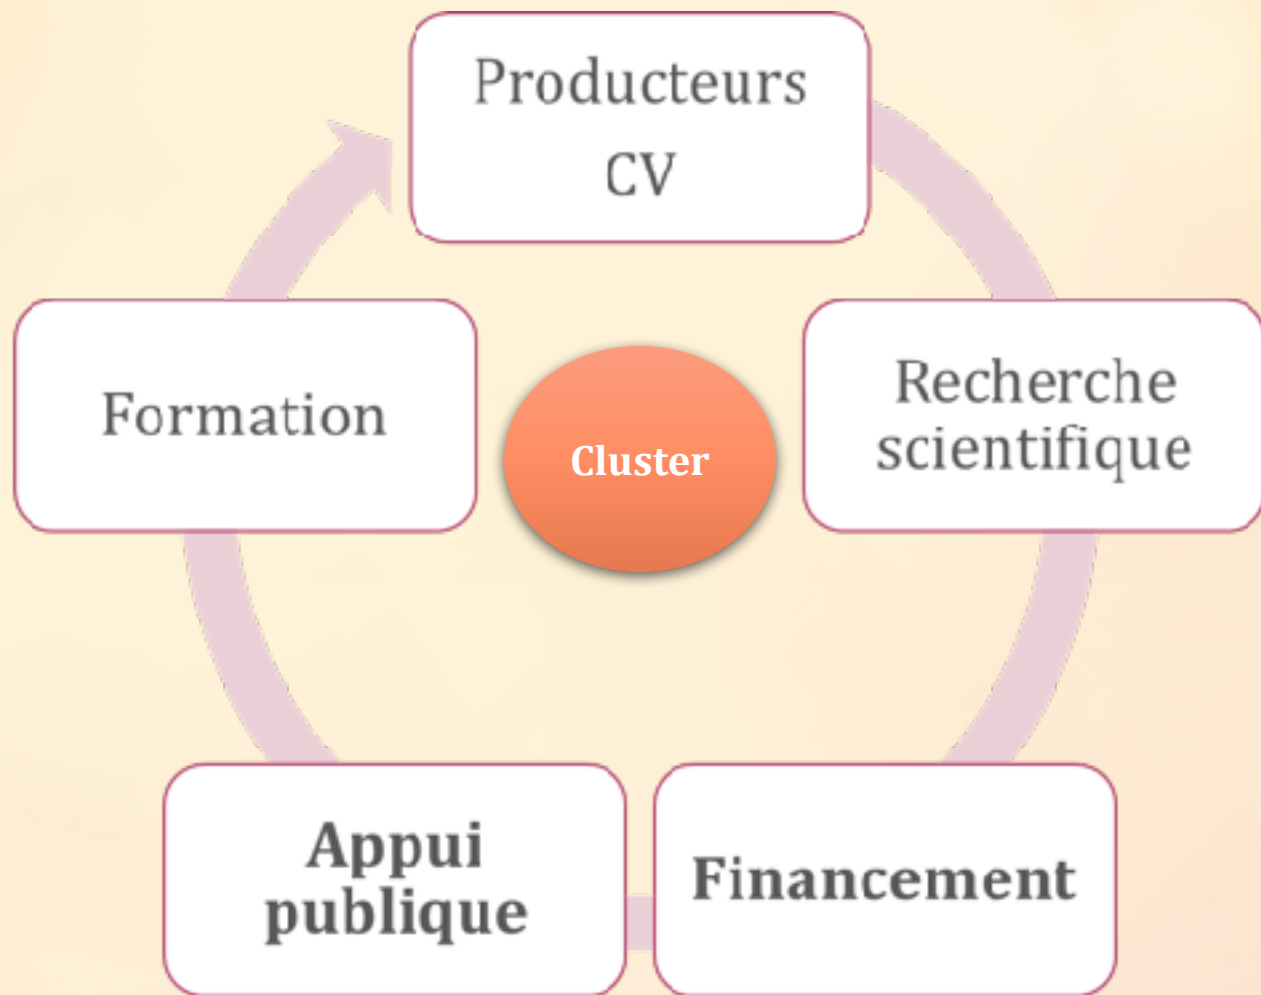 Producteurs
CV
Formation
Cluster
Recherche
scientifique
Appui
publique
Financement